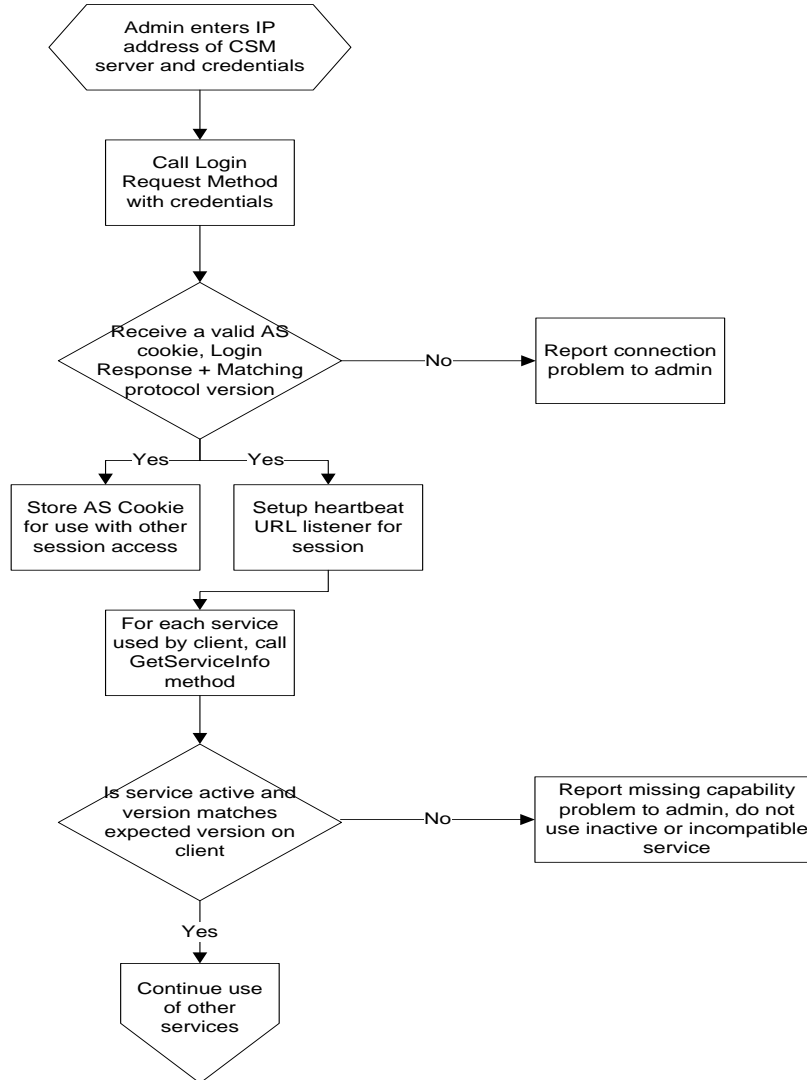 Admin enters IP
address of CSM
server and credentials
Call Login
Request Method
with credentials
Receive a valid AS
cookie, Login
Response + Matching
protocol version
No
Report connection
problem to admin
Yes
Yes
Store AS Cookie
for use with other
session access
Setup heartbeat
URL listener for
session
For each service
used by client, call
GetServiceInfo
method
Is service active and
version matches
expected version on
client
No
Report missing capability
problem to admin, do not
use inactive or incompatible
service
Yes
Continue use
of other
services